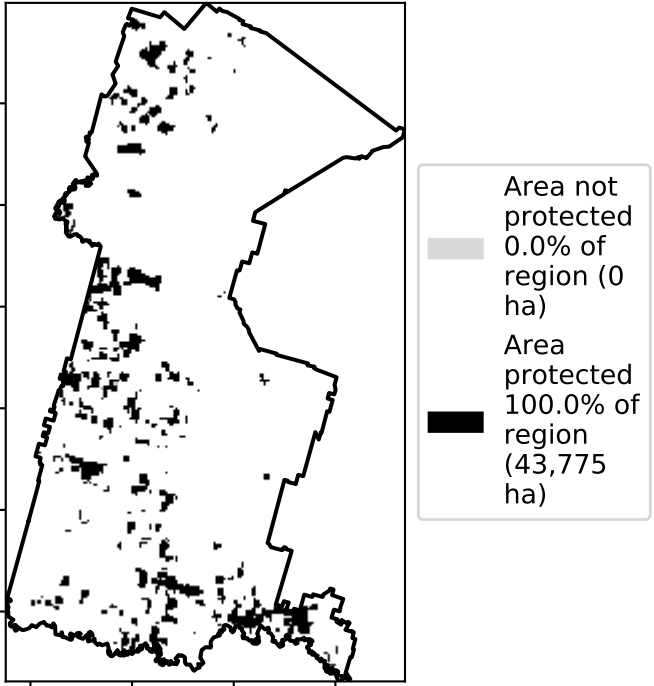 Area not
protected
0.0% of
region (0
ha)
Area
protected
100.0% of
region
(43,775
ha)